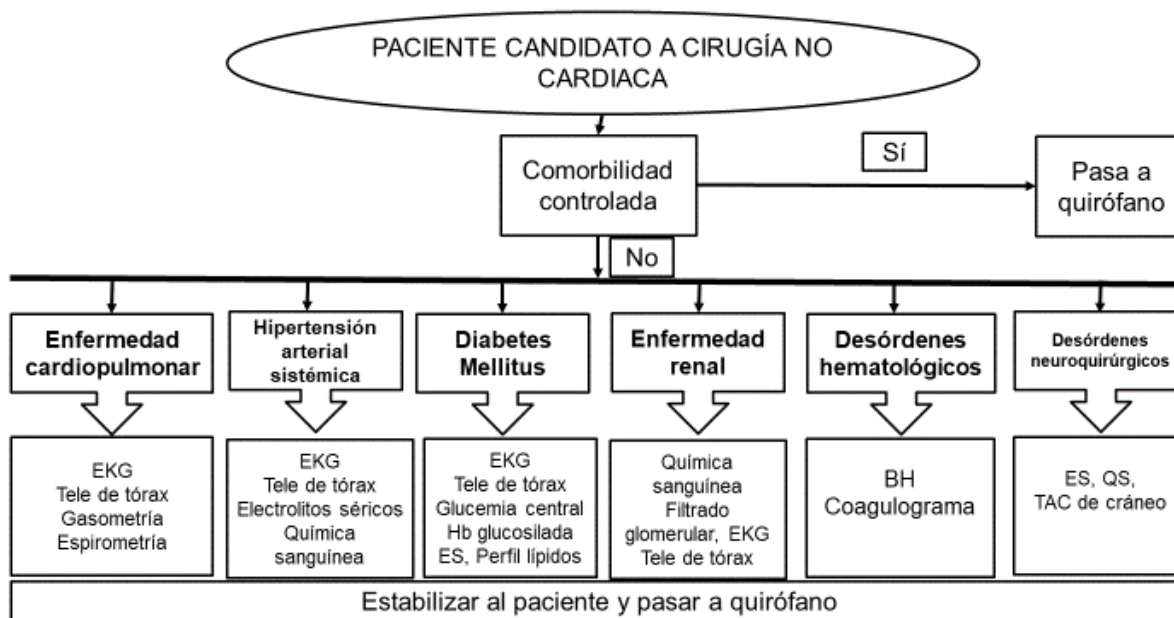 PACIENTE CANDIDATO A CIRUGÍA NO
CARDIACA
Comorbilidad
controlada
Sí
Pasa a
quirófano
No
Enfermedad
cardiopulmonar
Hipertensión
arterial
sistémica
Diabetes
Mellitus
Enfermedad
renal
Desórdenes
hematológicos
Desórdenes
neuroquirúrgicos
EKG
Tele de tórax
Gasometría
Espirometría
EKG
Tele de tórax
Electrolitos séricos
Química
sanguínea
EKG
Tele de tórax
Glucemia central
Hb glucosilada
ES, Perfil lípidos
Química
sanguínea
Filtrado
glomerular, EKG
Tele de tórax
BH
Coagulograma
ES, QS,
TAC de cráneo
Estabilizar al paciente y pasar a quirófano